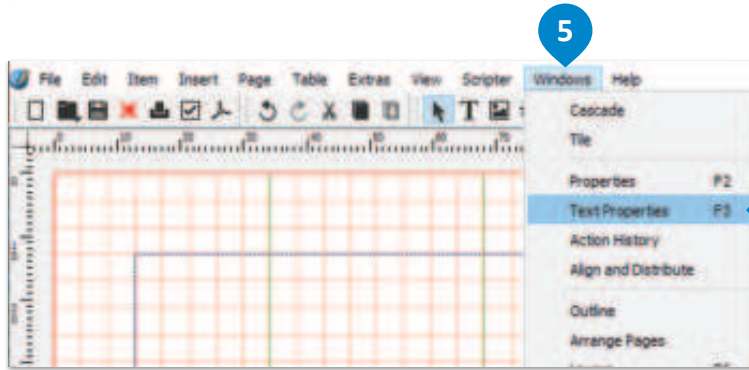 5
File Edit Item Insert Page Table Extras View Scripter Windows Help
Cascade
Tile
Properties F2
Text Properties F3
Action History
Align and Distribute
Outline
Arrange Pages